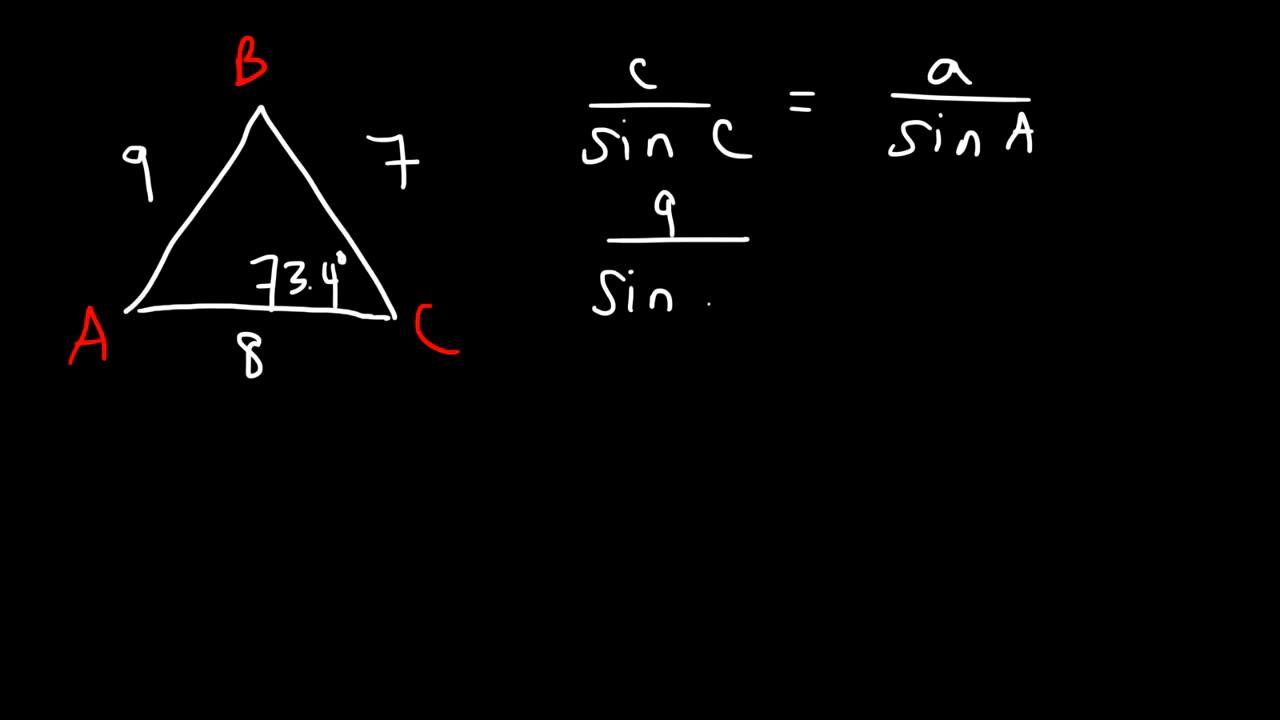 B
9
7
73.4°
A
8
C
c / sin C = a / sin A
9 / sin